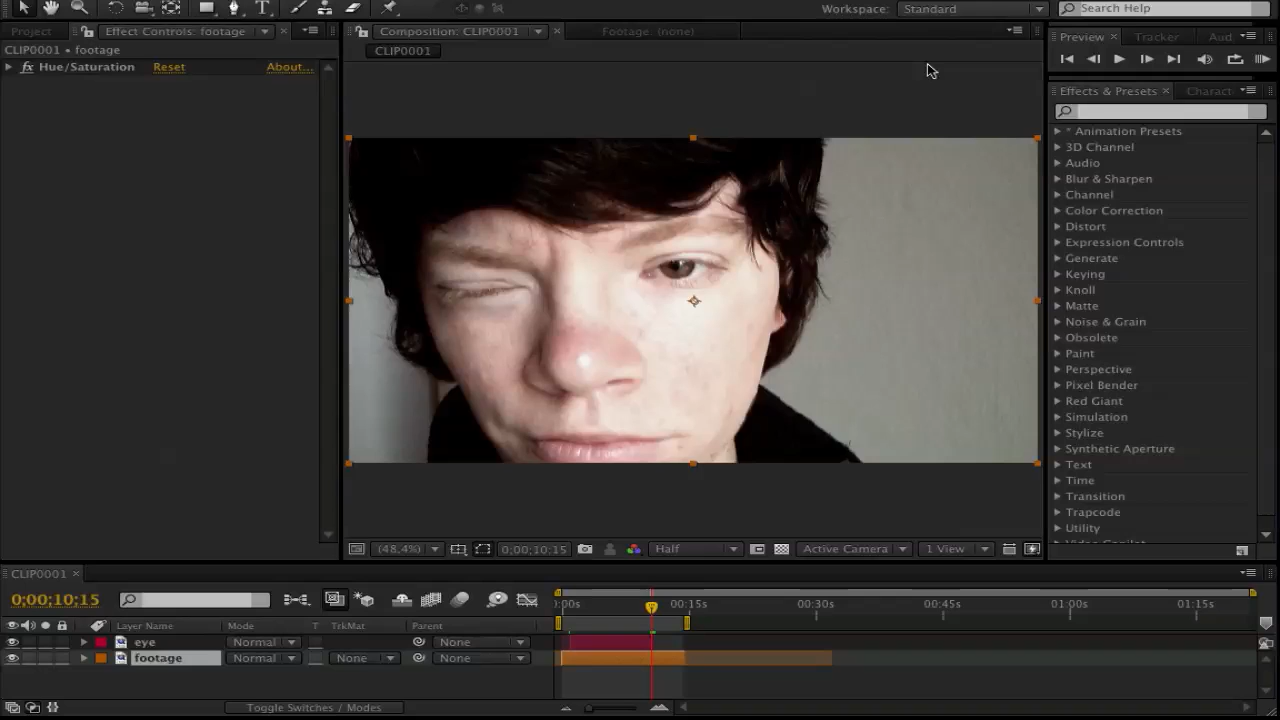 Workspace: Standard
Search Help
Project
Effect Controls: footage
Composition: CLIP0001
Footage: (none)
Preview
Tracker
Aud
CLIP0001 • footage
CLIP0001
fx Hue/Saturation Reset About...
Effects & Presets
Charact
* Animation Presets
3D Channel
Audio
Blur & Sharpen
Channel
Color Correction
Distort
Expression Controls
Generate
Keying
Knoll
Matte
Noise & Grain
Obsolete
Paint
Perspective
Pixel Bender
Red Giant
Simulation
Stylize
Synthetic Aperture
Text
Time
Transition
Trapcode
Utility
Video Copilot
(48,4%)
0;00;10;15
Half
Active Camera
1 View
CLIP0001
0;00;10;15
0:00s 00:15s 00:30s 00:45s 01:00s 01:15s
Layer Name Mode T TrkMat Parent
eye Normal None
footage Normal None None
Toggle Switches / Modes